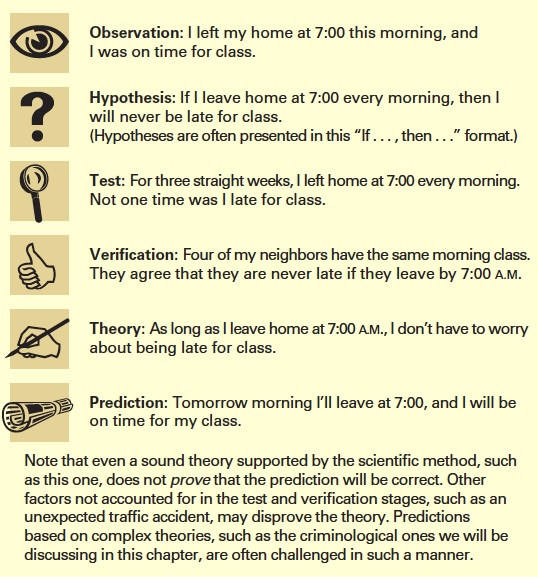 Observation: I left my home at 7:00 this morning, and
I was on time for class.
Hypothesis: If I leave home at 7:00 every morning, then I
will never be late for class.
(Hypotheses are often presented in this “If . . . , then . . .” format.)
Test: For three straight weeks, I left home at 7:00 every morning.
Not one time was I late for class.
Verification: Four of my neighbors have the same morning class.
They agree that they are never late if they leave by 7:00 A.M.
Theory: As long as I leave home at 7:00 A.M., I don’t have to worry
about being late for class.
Prediction: Tomorrow morning I’ll leave at 7:00, and I will be
on time for my class.
Note that even a sound theory supported by the scientific method, such
as this one, does not prove that the prediction will be correct. Other
factors not accounted for in the test and verification stages, such as an
unexpected traffic accident, may disprove the theory. Predictions
based on complex theories, such as the criminological ones we will be
discussing in this chapter, are often challenged in such a manner.